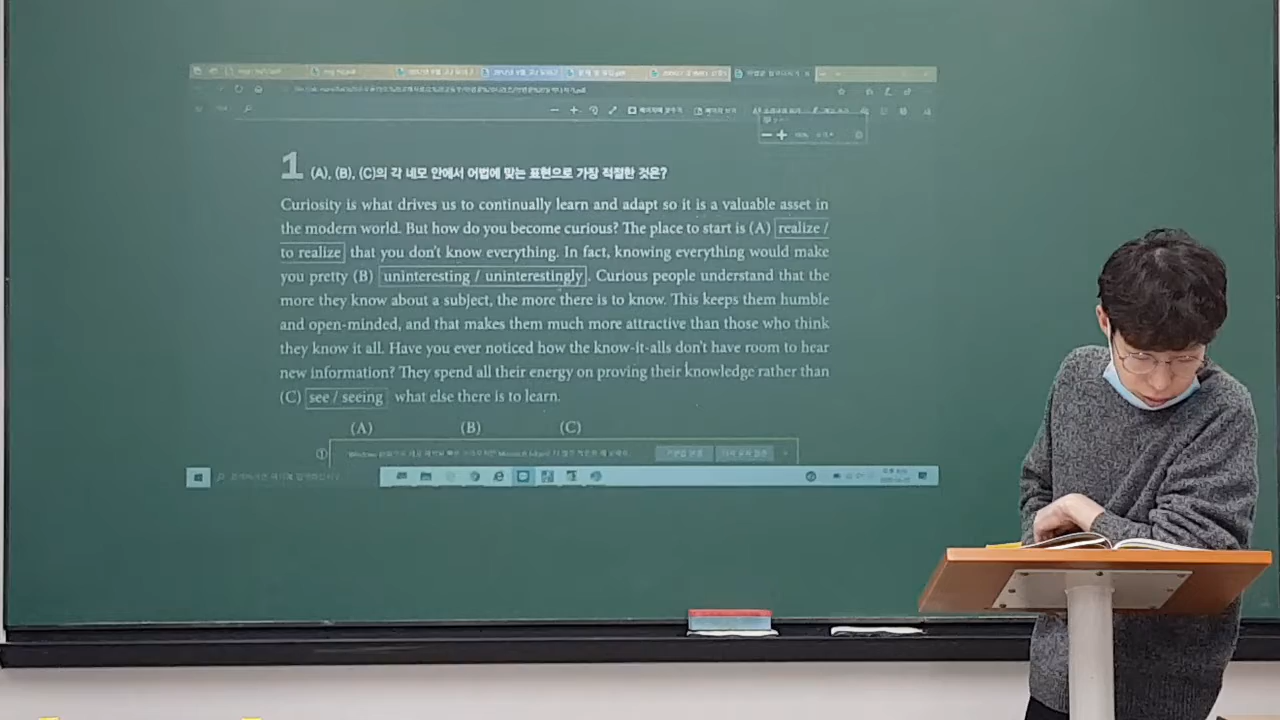 1 (A), (B), (C)의 각 네모 안에서 어법에 맞는 표현으로 가장 적절한 것은?
Curiosity is what drives us to continually learn and adapt so it is a valuable asset in
the modern world. But how do you become curious? The place to start is (A) realize /
to realize that you don't know everything. In fact, knowing everything would make
you pretty (B) uninteresting / uninterestingly. Curious people understand that the
more they know about a subject, the more there is to know. This keeps them humble
and open-minded, and that makes them much more attractive than those who think
they know it all. Have you ever noticed how the know-it-alls don't have room to hear
new information? They spend all their energy on proving their knowledge rather than
(C) see / seeing what else there is to learn.
(A) (B) (C)
①